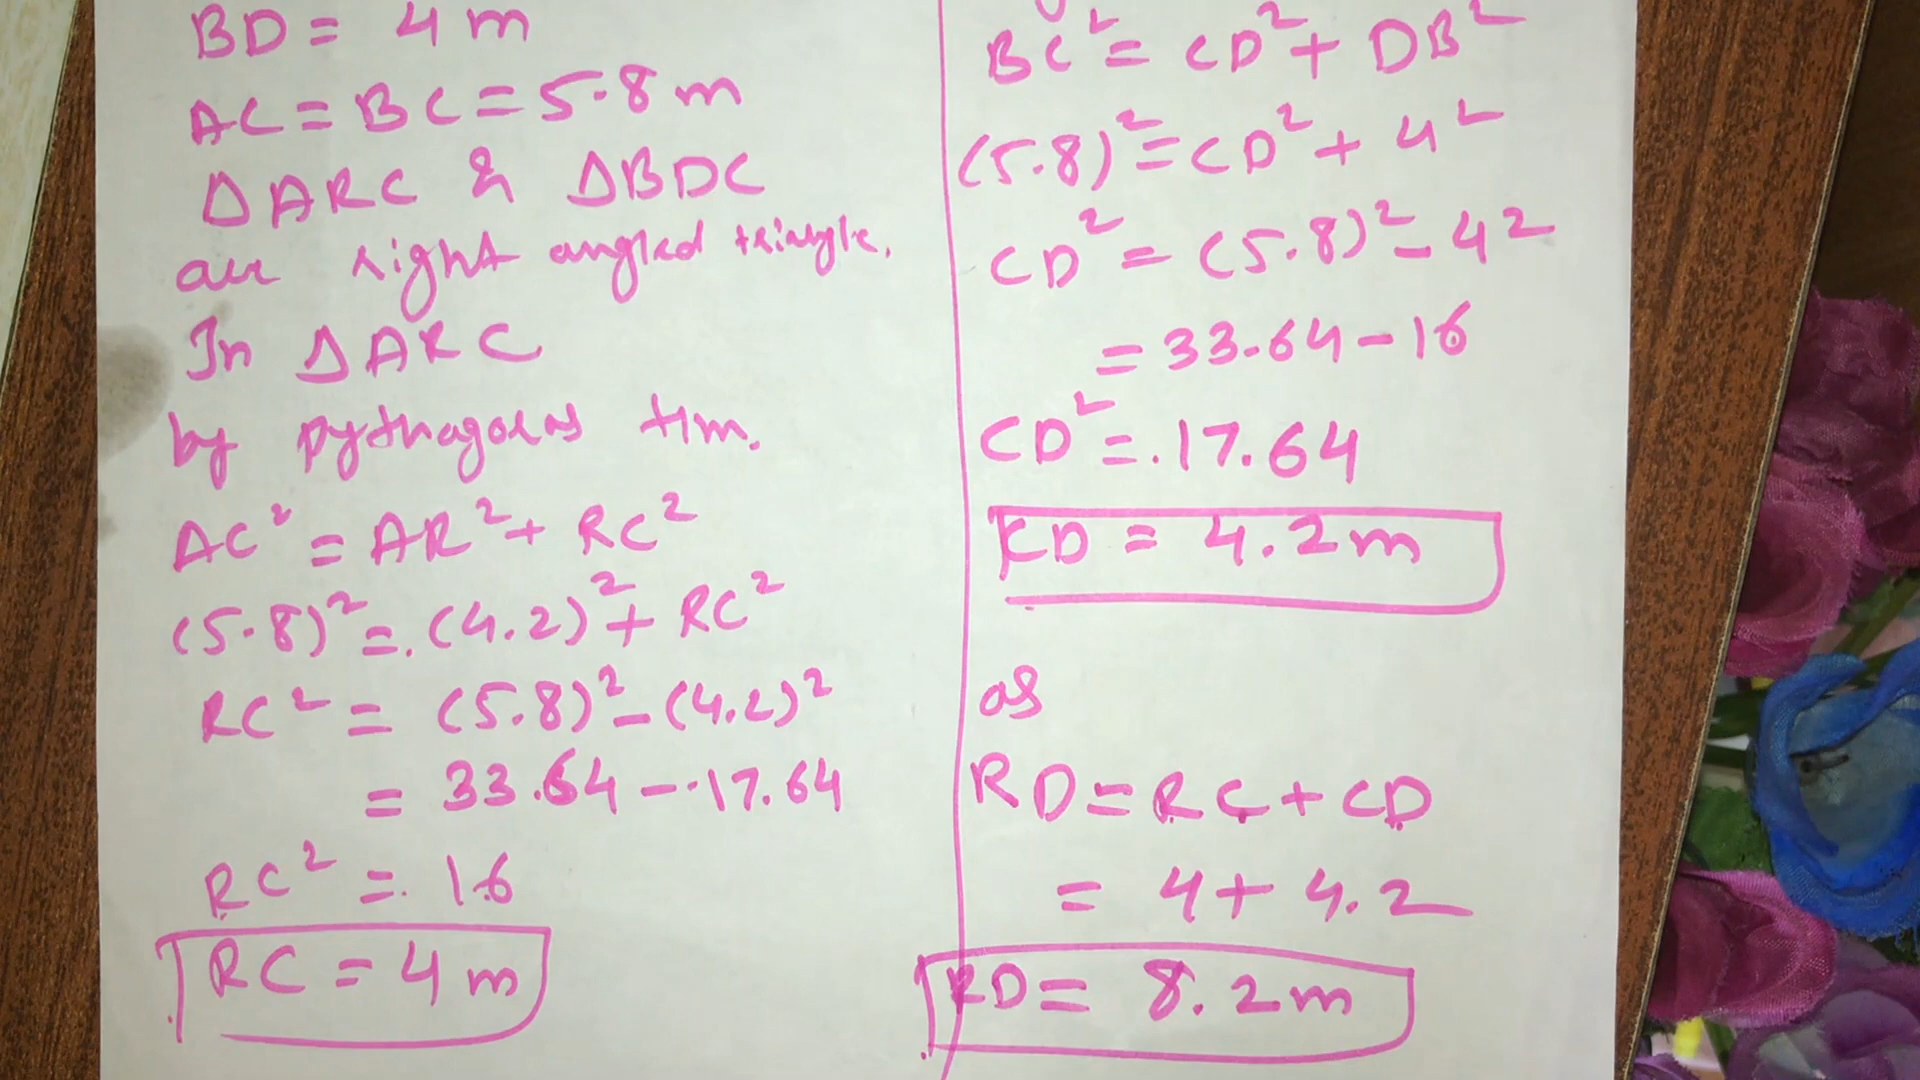 BD = 4 m
AC = BC = 5.8 m
∆ARC & ∆BDC
are right angled triangle.
In ∆ARC
by pythagoras thm.
AC² = AR² + RC²
(5.8)² = (4.2)² + RC²
RC² = (5.8)² - (4.2)²
= 33.64 - 17.64
RC² = 16
RC = 4 m
BC² = CD² + DB²
(5.8)² = CD² + 4²
CD² = (5.8)² - 4²
= 33.64 - 16
CD² = 17.64
CD = 4.2 m
as
RD = RC + CD
= 4 + 4.2
RD = 8.2 m